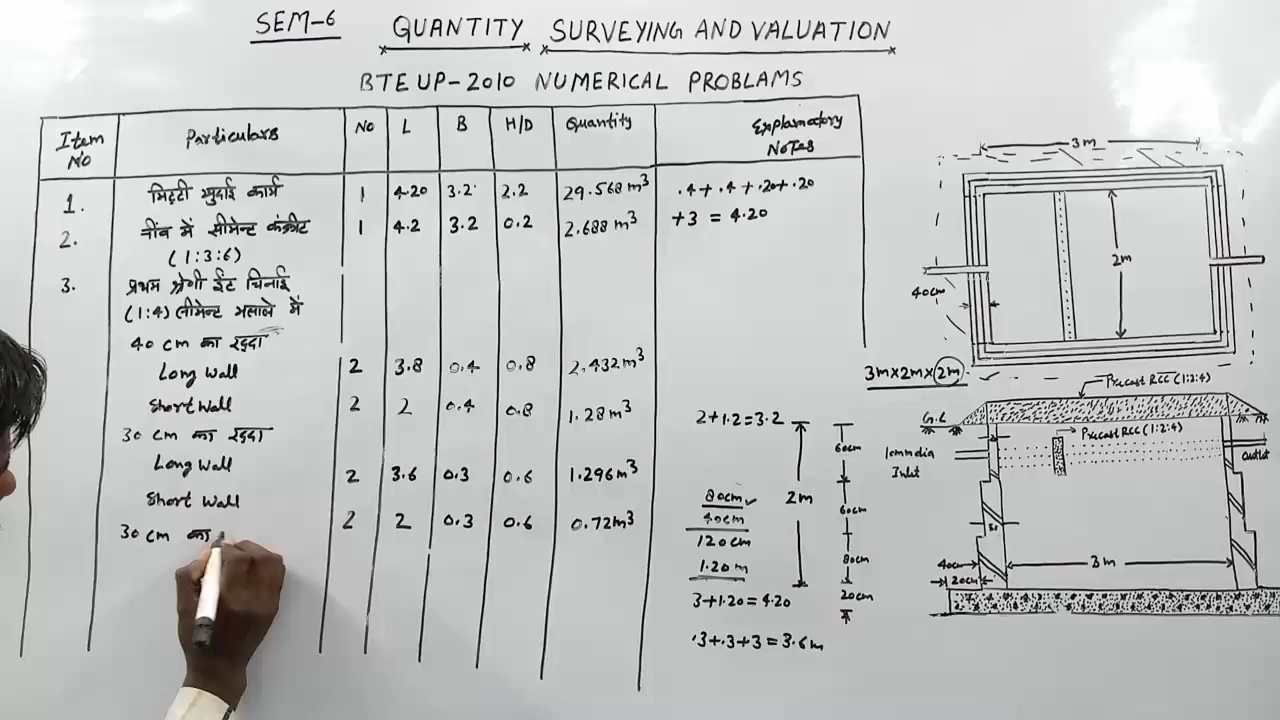 SEM-6 QUANTITY SURVEYING AND VALUATION
BTEUP-2010 NUMERICAL PROBLAMS
Item No Particulars No L B H/D Quantity Explanatory Notes
1. मिट्टी खुदाई कार्य 1 4.20 3.2 2.2 29.568 m³ .4+.4+.20+.20
+3 = 4.20
2. नींव में सीमेन्ट कंक्रीट 1 4.2 3.2 0.2 2.688 m³
(1:3:6)
3. प्रथम श्रेणी ईंट चिनाई
(1:4) सीमेन्ट मसाले में
40 cm का रद्दा
Long Wall 2 3.8 0.4 0.8 2.432 m³
Short Wall 2 2 0.4 0.8 1.28 m³
30 cm का रद्दा
Long Wall 2 3.6 0.3 0.6 1.296 m³
Short Wall 2 2 0.3 0.6 0.72 m³
30 cm का
2+1.2=3.2
80cm
40cm
120cm
1.20m
3+1.20=4.20
.3+.3+3=3.6m
2m
60cm
60cm
80cm
20cm
3m
2m
40cm
3m×2m×2m
Precast RCC (1:2:4)
G.L
Precast RCC (1:2:4)
10mm dia
Inlet
Outlet
40cm
20cm
3m